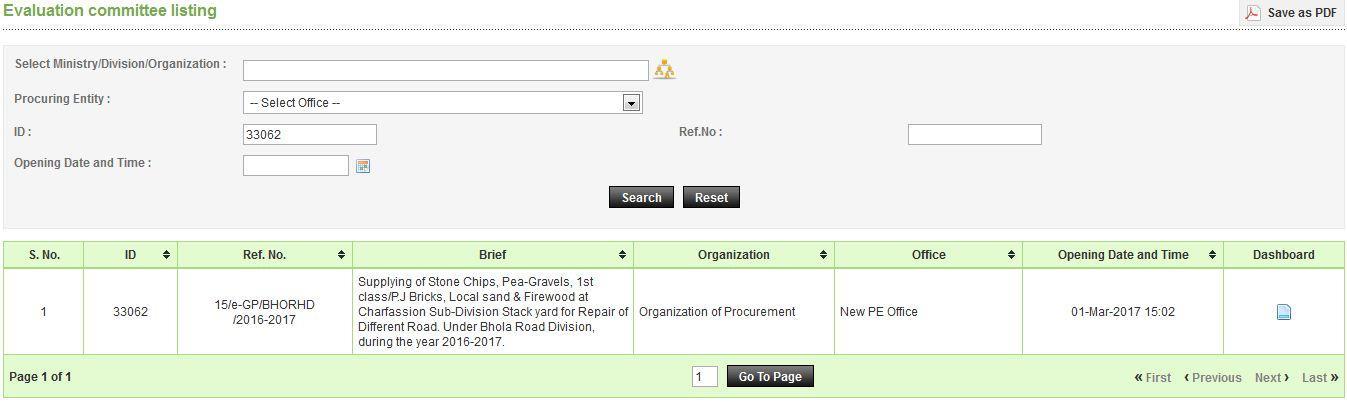 Evaluation committee listing
Save as PDF
Select Ministry/Division/Organization :
Procuring Entity :
-- Select Office --
ID :
33062
Ref.No :
Opening Date and Time :
Search
Reset
S. No.
ID
Ref. No.
Brief
Organization
Office
Opening Date and Time
Dashboard
1
33062
15/e-GP/BHORHD
/2016-2017
Supplying of Stone Chips, Pea-Gravels, 1st
class/PJ Bricks, Local sand & Firewood at
Charfassion Sub-Division Stack yard for Repair of
Different Road. Under Bhola Road Division,
during the year 2016-2017.
Organization of Procurement
New PE Office
01-Mar-2017 15:02
Page 1 of 1
1
Go To Page
« First
‹ Previous
Next ›
Last »